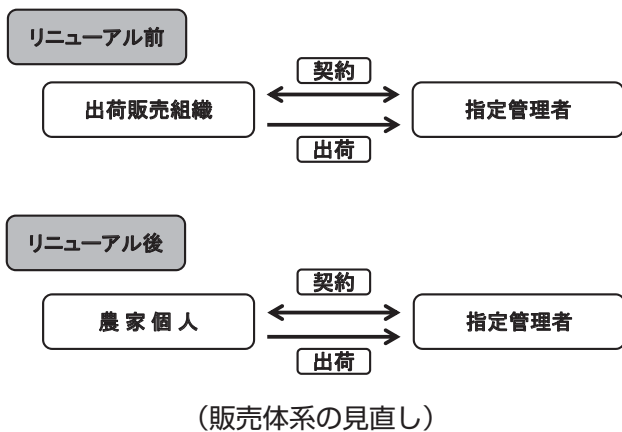 リニューアル前
契約
出荷販売組織
指定管理者
出荷
リニューアル後
契約
農家個人
指定管理者
出荷
（販売体系の見直し）